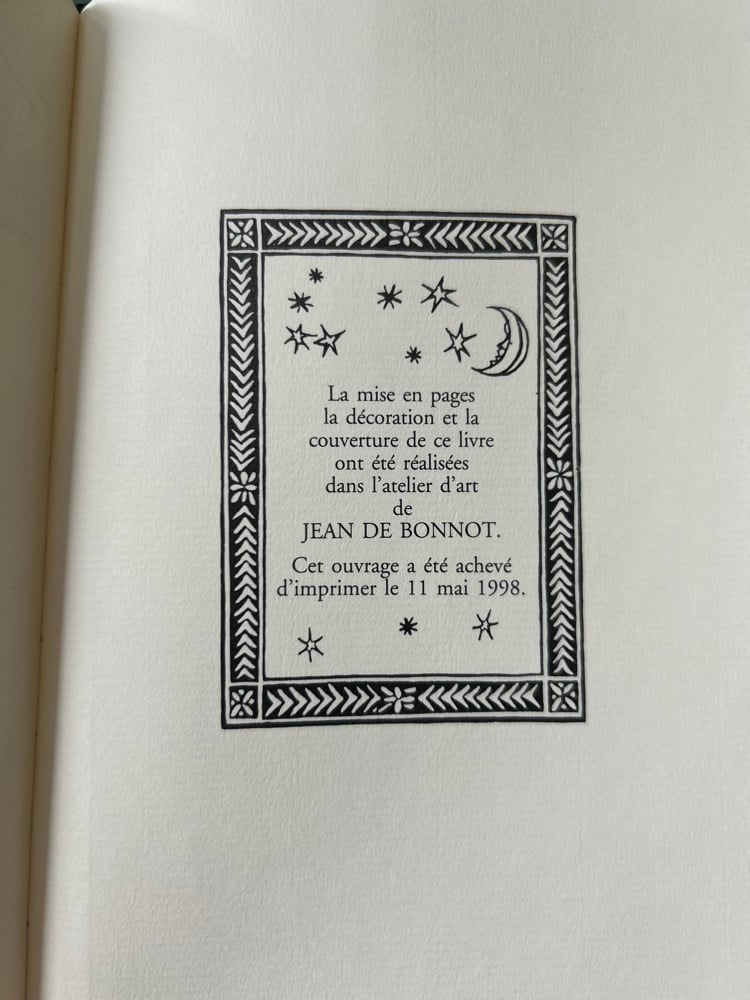 La mise en pages
la décoration et la
couverture de ce livre
ont été réalisées
dans l'atelier d'art
de
JEAN DE BONNOT.
Cet ouvrage a été achevé
d'imprimer le 11 mai 1998.